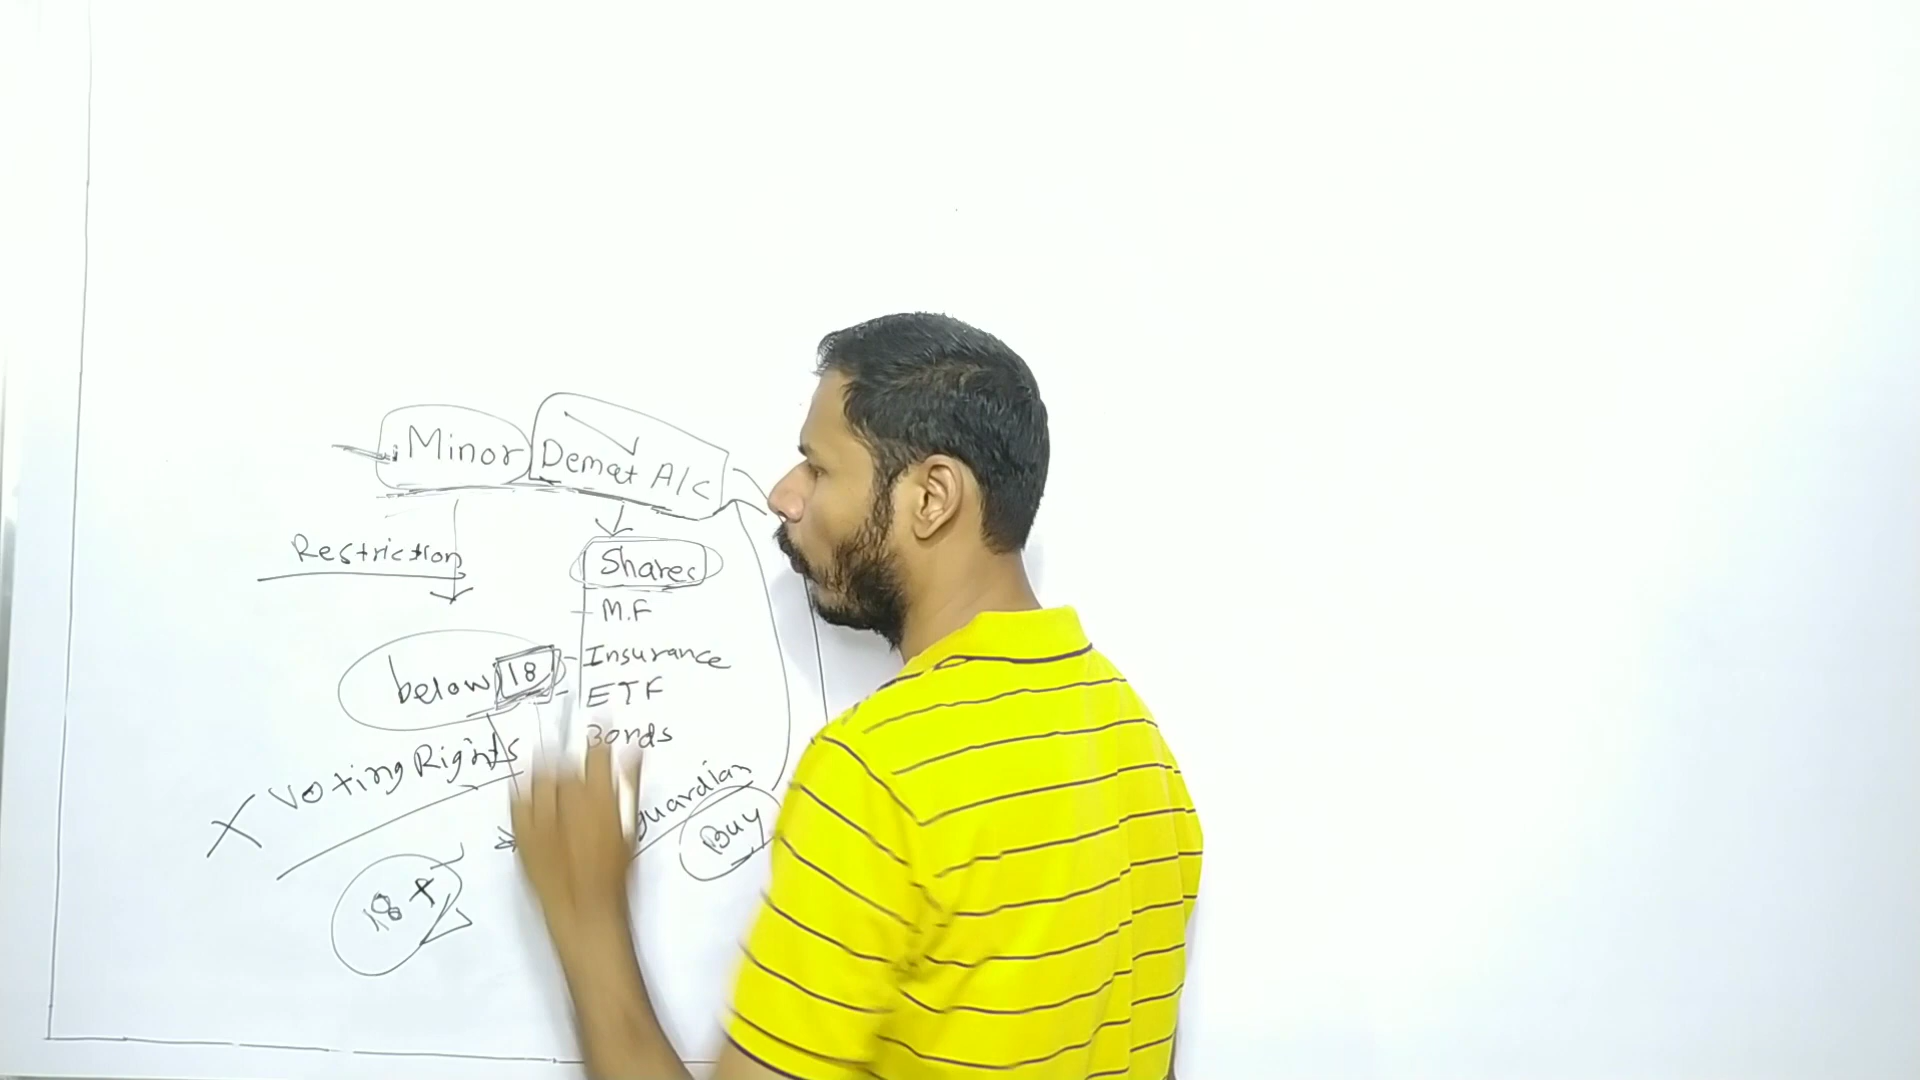 Minor Demat A/c
Restriction
Shares
M.F
below 18
Insurance
ETF
Bonds
X Voting Rights
guardian
Buy
18+